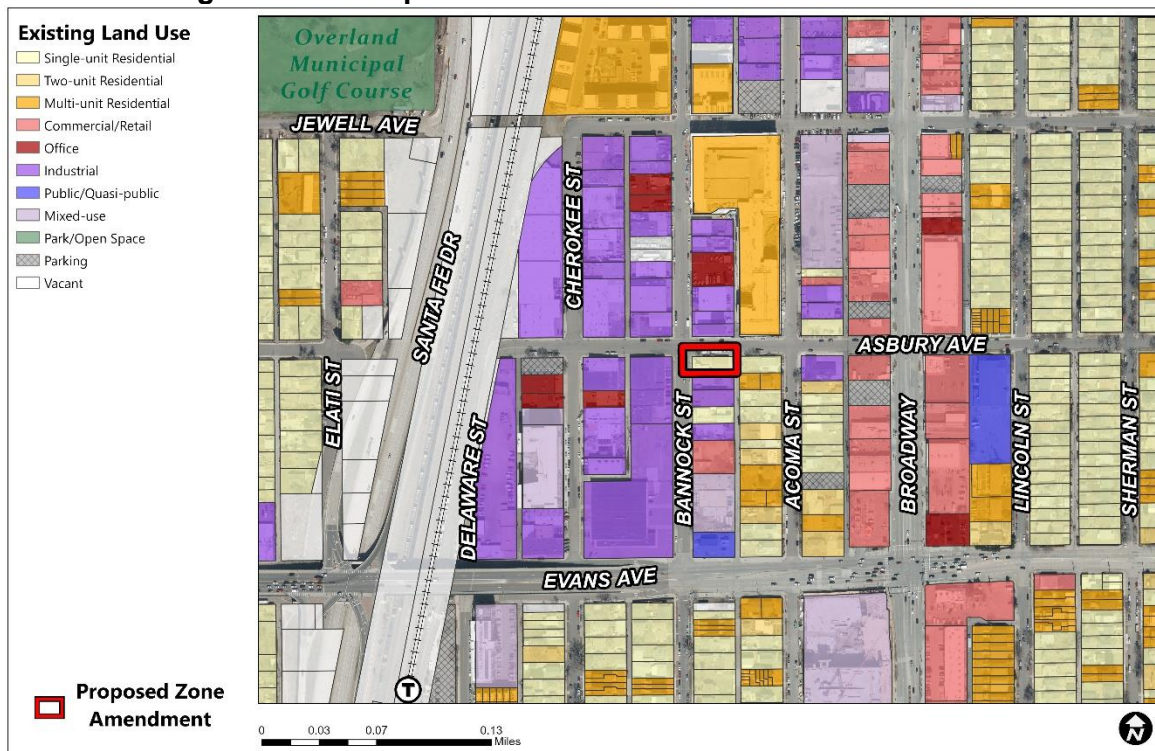 Existing Land Use
Single-unit Residential
Two-unit Residential
Multi-unit Residential
Commercial/Retail
Office
Industrial
Public/Quasi-public
Mixed-use
Park/Open Space
Parking
Vacant
Proposed Zone
Amendment
Overland
Municipal
Golf Course
JEWELL AVE
CHEROKEE ST
SANTA FE DR
ELATI ST
DELAWARE ST
BANNOCK ST
ACOMA ST
ASBURY AVE
BROADWAY
LINCOLN ST
SHERMAN ST
EVANS AVE
T
0 0.03 0.07 0.13
Miles
N